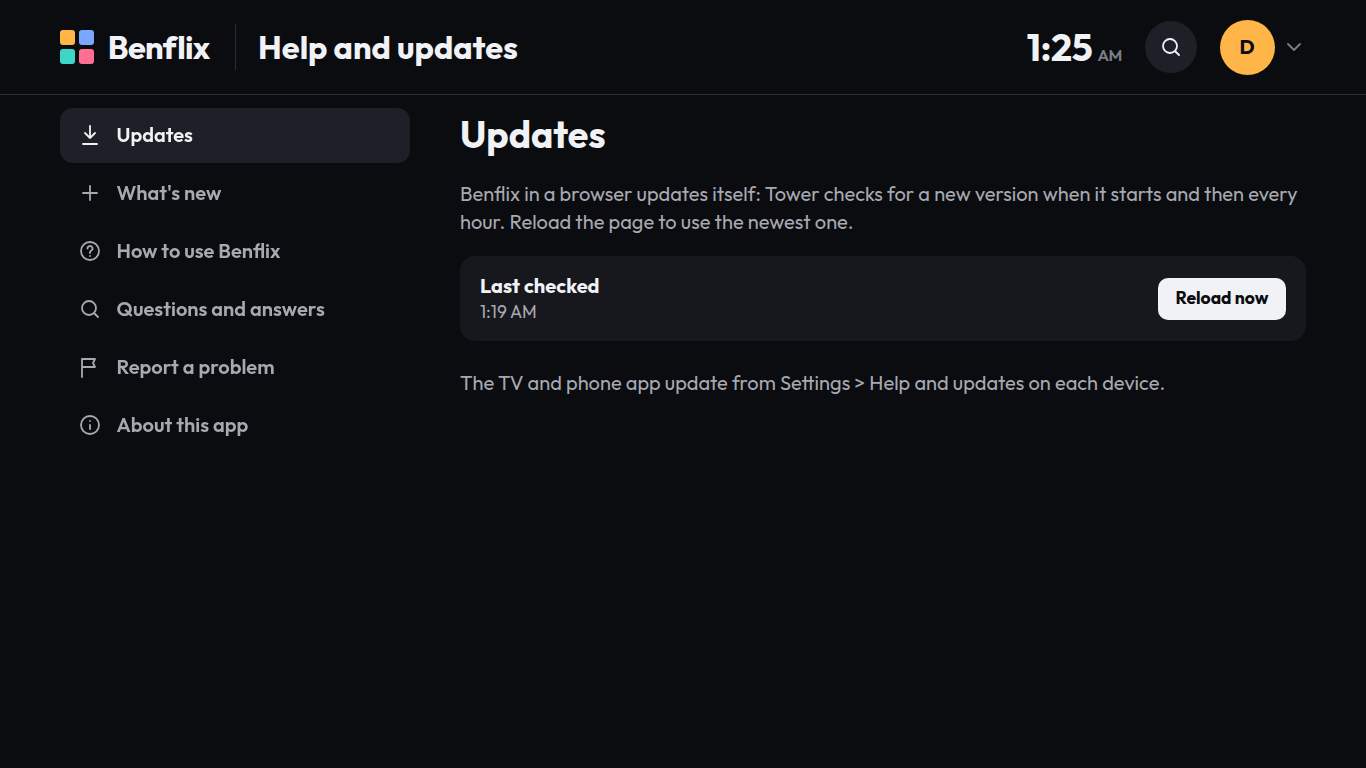 Benflix
Help and updates
1:25 AM
D
Updates
What's new
How to use Benflix
Questions and answers
Report a problem
About this app
Updates
Benflix in a browser updates itself: Tower checks for a new version when it starts and then every
hour. Reload the page to use the newest one.
Last checked
1:19 AM
Reload now
The TV and phone app update from Settings > Help and updates on each device.